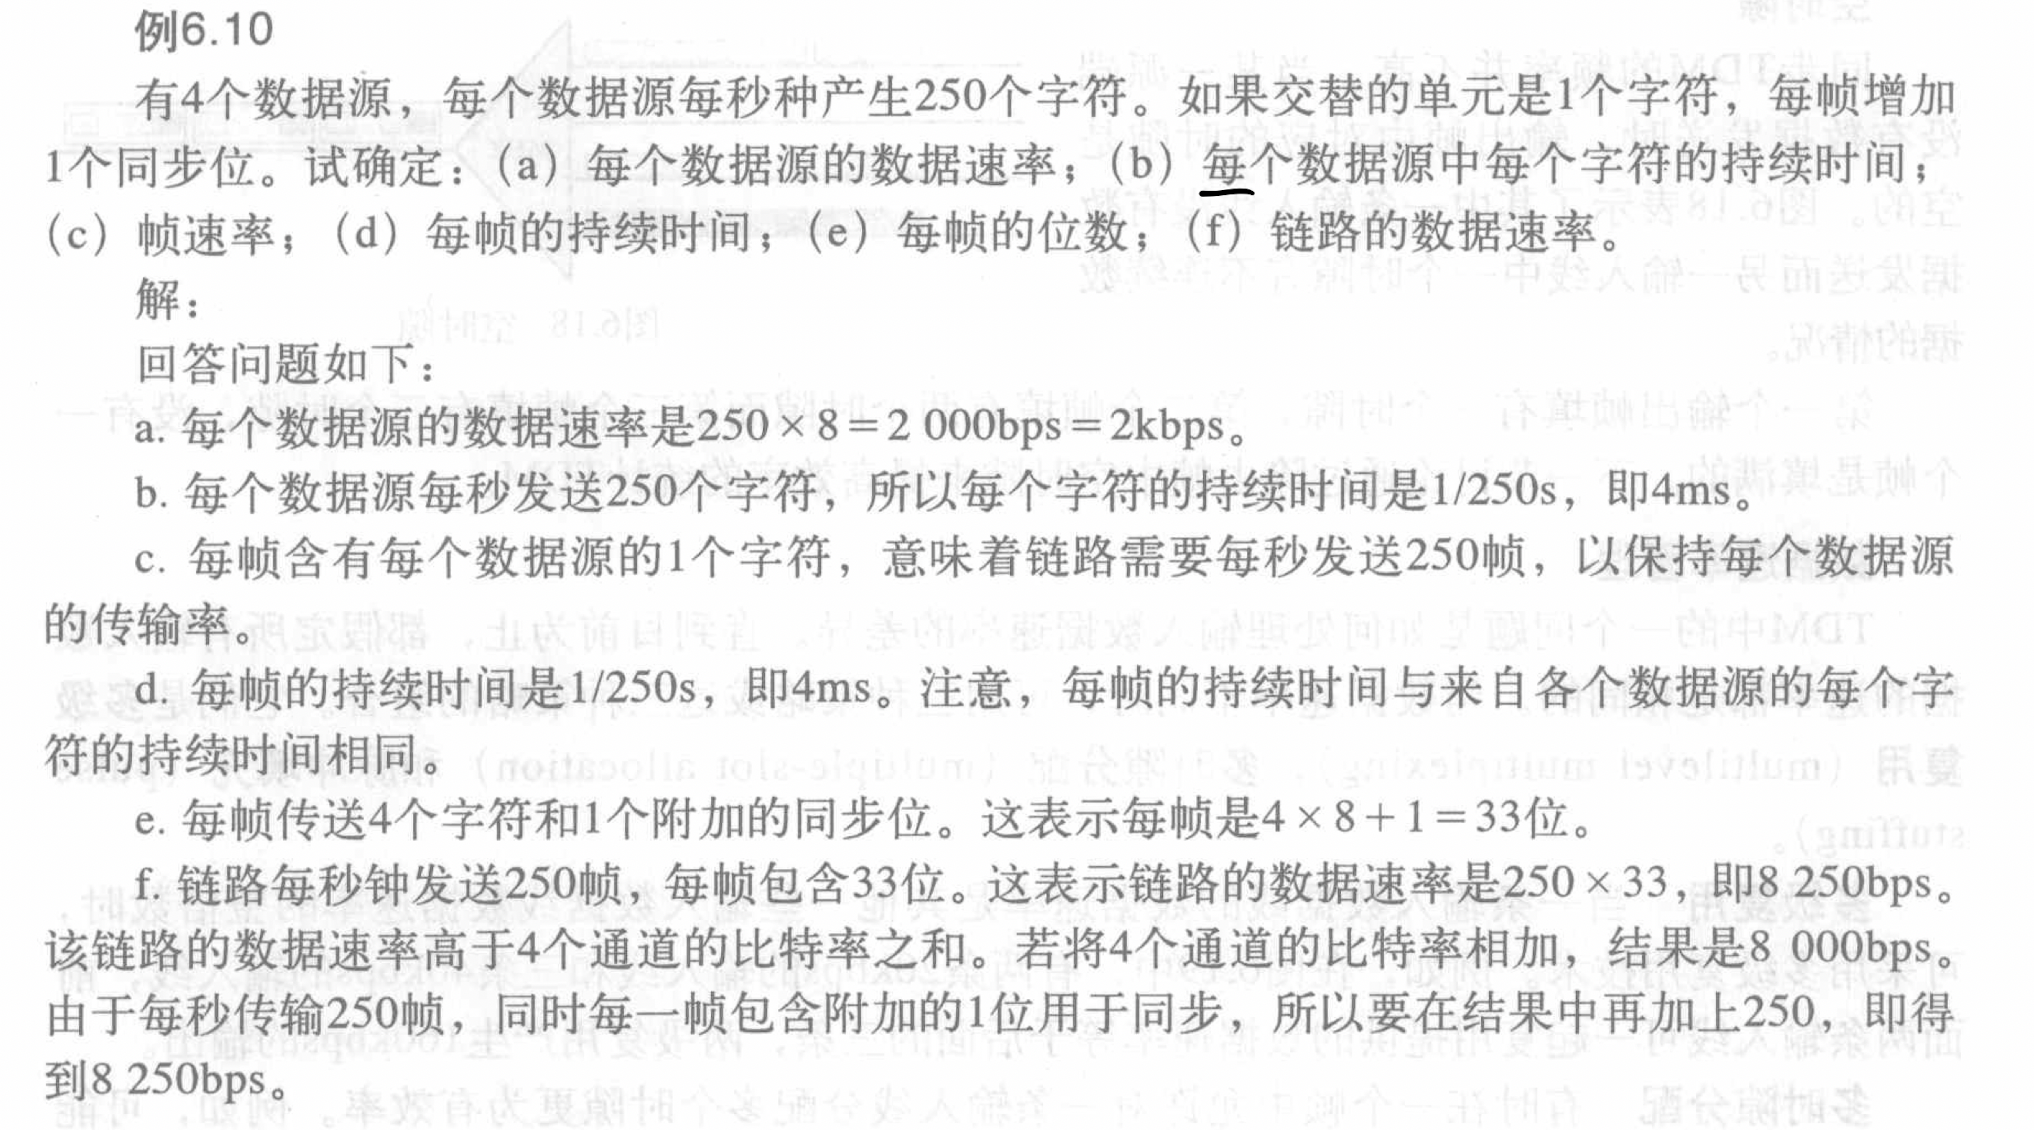 例6.10
有4个数据源，每个数据源每秒种产生250个字符。如果交替的单元是1个字符，每帧增加
1个同步位。试确定：（a）每个数据源的数据速率；（b）每个数据源中每个字符的持续时间；
（c）帧速率；（d）每帧的持续时间；（e）每帧的位数；（f）链路的数据速率。
解：
回答问题如下：
a. 每个数据源的数据速率是250×8＝2 000bps＝2kbps。
b. 每个数据源每秒发送250个字符，所以每个字符的持续时间是1/250s，即4ms。
c. 每帧含有每个数据源的1个字符，意味着链路需要每秒发送250帧，以保持每个数据源
的传输率。
d. 每帧的持续时间是1/250s，即4ms。注意，每帧的持续时间与来自各个数据源的每个字
符的持续时间相同。
e. 每帧传送4个字符和1个附加的同步位。这表示每帧是4×8＋1＝33位。
f. 链路每秒钟发送250帧，每帧包含33位。这表示链路的数据速率是250×33，即8 250bps。
该链路的数据速率高于4个通道的比特率之和。若将4个通道的比特率相加，结果是8 000bps。
由于每秒传输250帧，同时每一帧包含附加的1位用于同步，所以要在结果中再加上250，即得
到8 250bps。